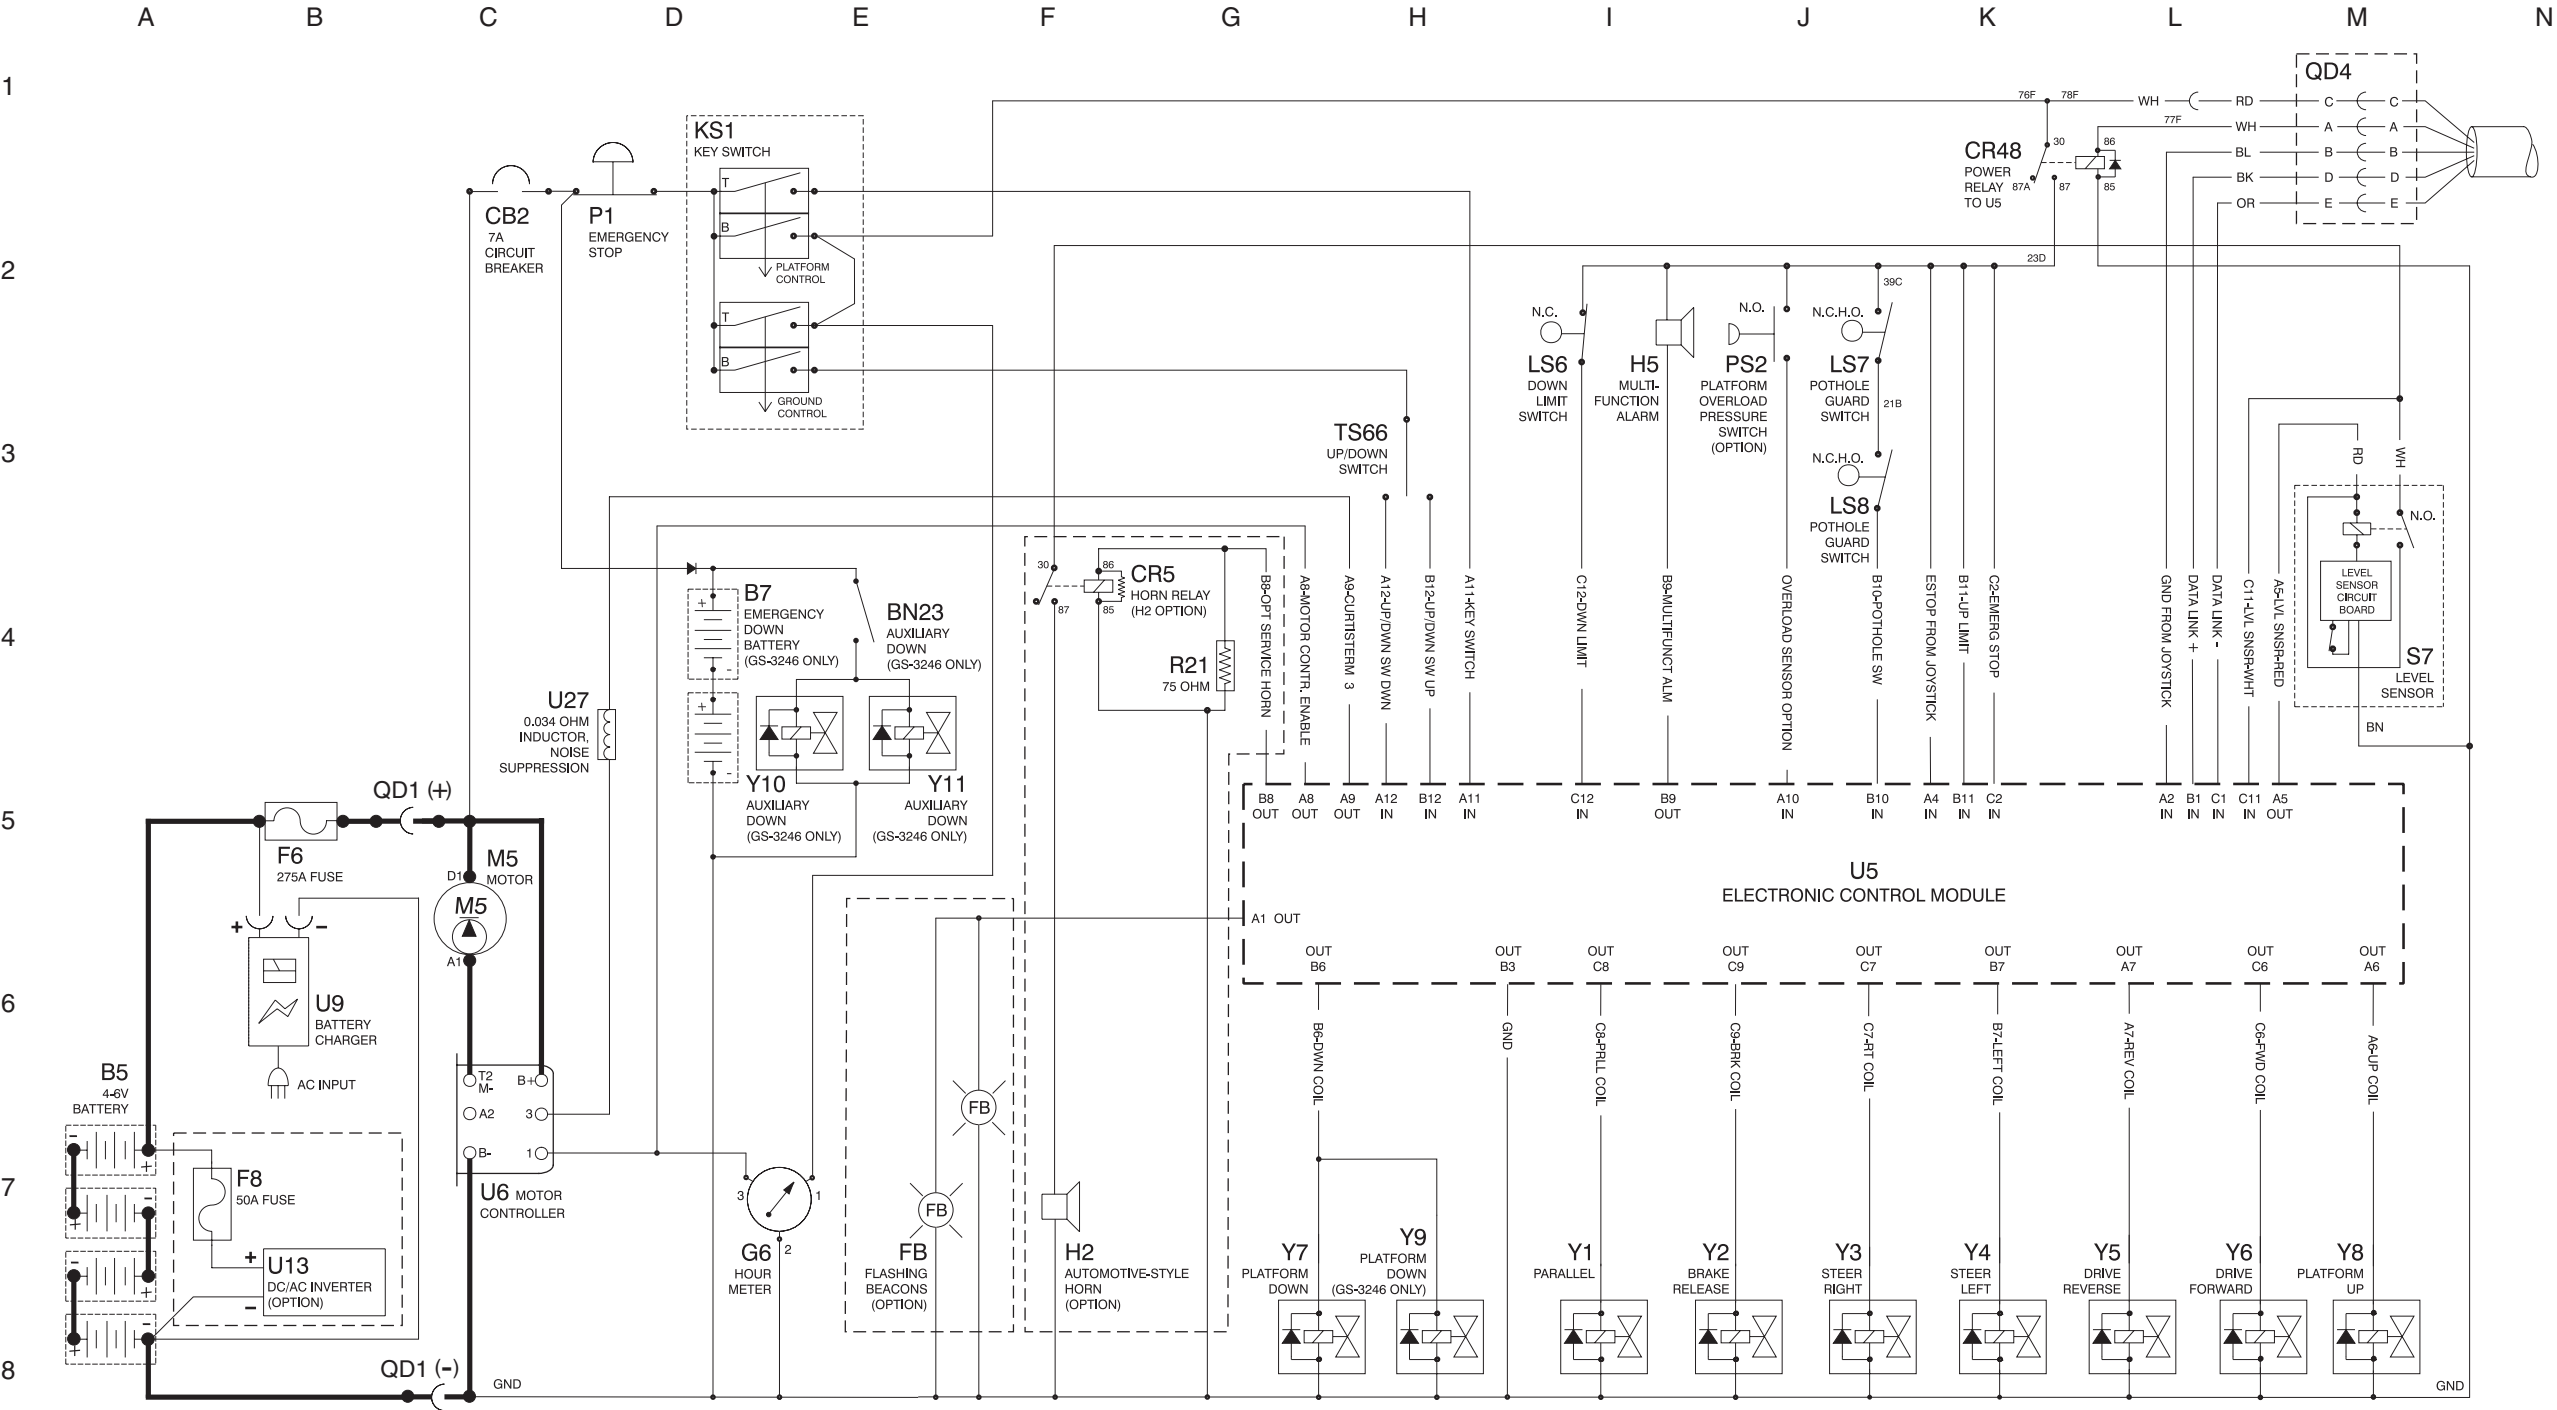 A B C D E F G H I J K L M N
1
2
3
4
5
6
7
8
QD4
WH RD C C
WH A A
BL B B
BK D D
OR E E
76F 78F
77F
CR48
POWER
RELAY
TO U5
30
87A 87
86
85
KS1
KEY SWITCH
T
B
PLATFORM
CONTROL
T
B
GROUND
CONTROL
CB2
7A
CIRCUIT
BREAKER
P1
EMERGENCY
STOP
23D
N.C.
LS6
DOWN
LIMIT
SWITCH
H5
MULTI-
FUNCTION
ALARM
N.O.
PS2
PLATFORM
OVERLOAD
PRESSURE
SWITCH
(OPTION)
39C
N.C.H.O.
LS7
POTHOLE
GUARD
SWITCH
21B
N.C.H.O.
LS8
POTHOLE
GUARD
SWITCH
TS66
UP/DOWN
SWITCH
RD
WH
N.O.
LEVEL
SENSOR
CIRCUIT
BOARD
S7
LEVEL
SENSOR
BN
+
-
B7
EMERGENCY
DOWN
BATTERY
(GS-3246 ONLY)
+
-
BN23
AUXILIARY
DOWN
(GS-3246 ONLY)
30
87
86
85
CR5
HORN RELAY
(H2 OPTION)
R21
75 OHM
U27
0.034 OHM
INDUCTOR,
NOISE
SUPPRESSION
Y10
AUXILIARY
DOWN
(GS-3246 ONLY)
Y11
AUXILIARY
DOWN
(GS-3246 ONLY)
B8-OPT SERVICE HORN
A8-MOTOR CONTR. ENABLE
A9-CURTISTERM 3
A12-UP/DWN SW DWN
B12-UP/DWN SW UP
A11-KEY SWITCH
C12-DWN LIMIT
B9-MULTIFUNCT ALM
OVERLOAD SENSOR OPTION
B10-POTHOLE SW
ESTOP FROM JOYSTICK
B11-UP LIMIT
C2-EMERG STOP
GND FROM JOYSTICK
DATA LINK +
DATA LINK -
C11-LVL SNSR-WHT
A5-LVL SNSR-RED
B8 A8 A9 A12 B12 A11 C12 B9 A10 B10 A4 B11 C2 A2 B1 C1 C11 A5
OUT OUT OUT IN IN IN IN OUT IN IN IN IN IN IN IN IN IN OUT
U5
ELECTRONIC CONTROL MODULE
A1 OUT
OUT OUT OUT OUT OUT OUT OUT OUT OUT
B6 B3 C8 C9 C7 B7 A7 C6 A6
QD1 (+)
F6
275A FUSE
M5
MOTOR
D1
M5
A1
+ −
U9
BATTERY
CHARGER
AC INPUT
B5
4-6V
BATTERY
-
+
-
+
-
+
-
+
F8
50A FUSE
+
U13
DC/AC INVERTER
(OPTION)
−
T2
M-
B+
A2
3
B-
1
U6 MOTOR
CONTROLLER
3
1
2
G6
HOUR
METER
FB
FB
FB
FLASHING
BEACONS
(OPTION)
H2
AUTOMOTIVE-STYLE
HORN
(OPTION)
B6-DWN COIL
GND
C8-PRLL COIL
C9-BRK COIL
C7-RT COIL
B7-LEFT COIL
A7-REV COIL
C6-FWD COIL
A6-UP COIL
Y7
PLATFORM
DOWN
Y9
PLATFORM
DOWN
(GS-3246 ONLY)
Y1
PARALLEL
Y2
BRAKE
RELEASE
Y3
STEER
RIGHT
Y4
STEER
LEFT
Y5
DRIVE
REVERSE
Y6
DRIVE
FORWARD
Y8
PLATFORM
UP
QD1 (-)
GND
GND